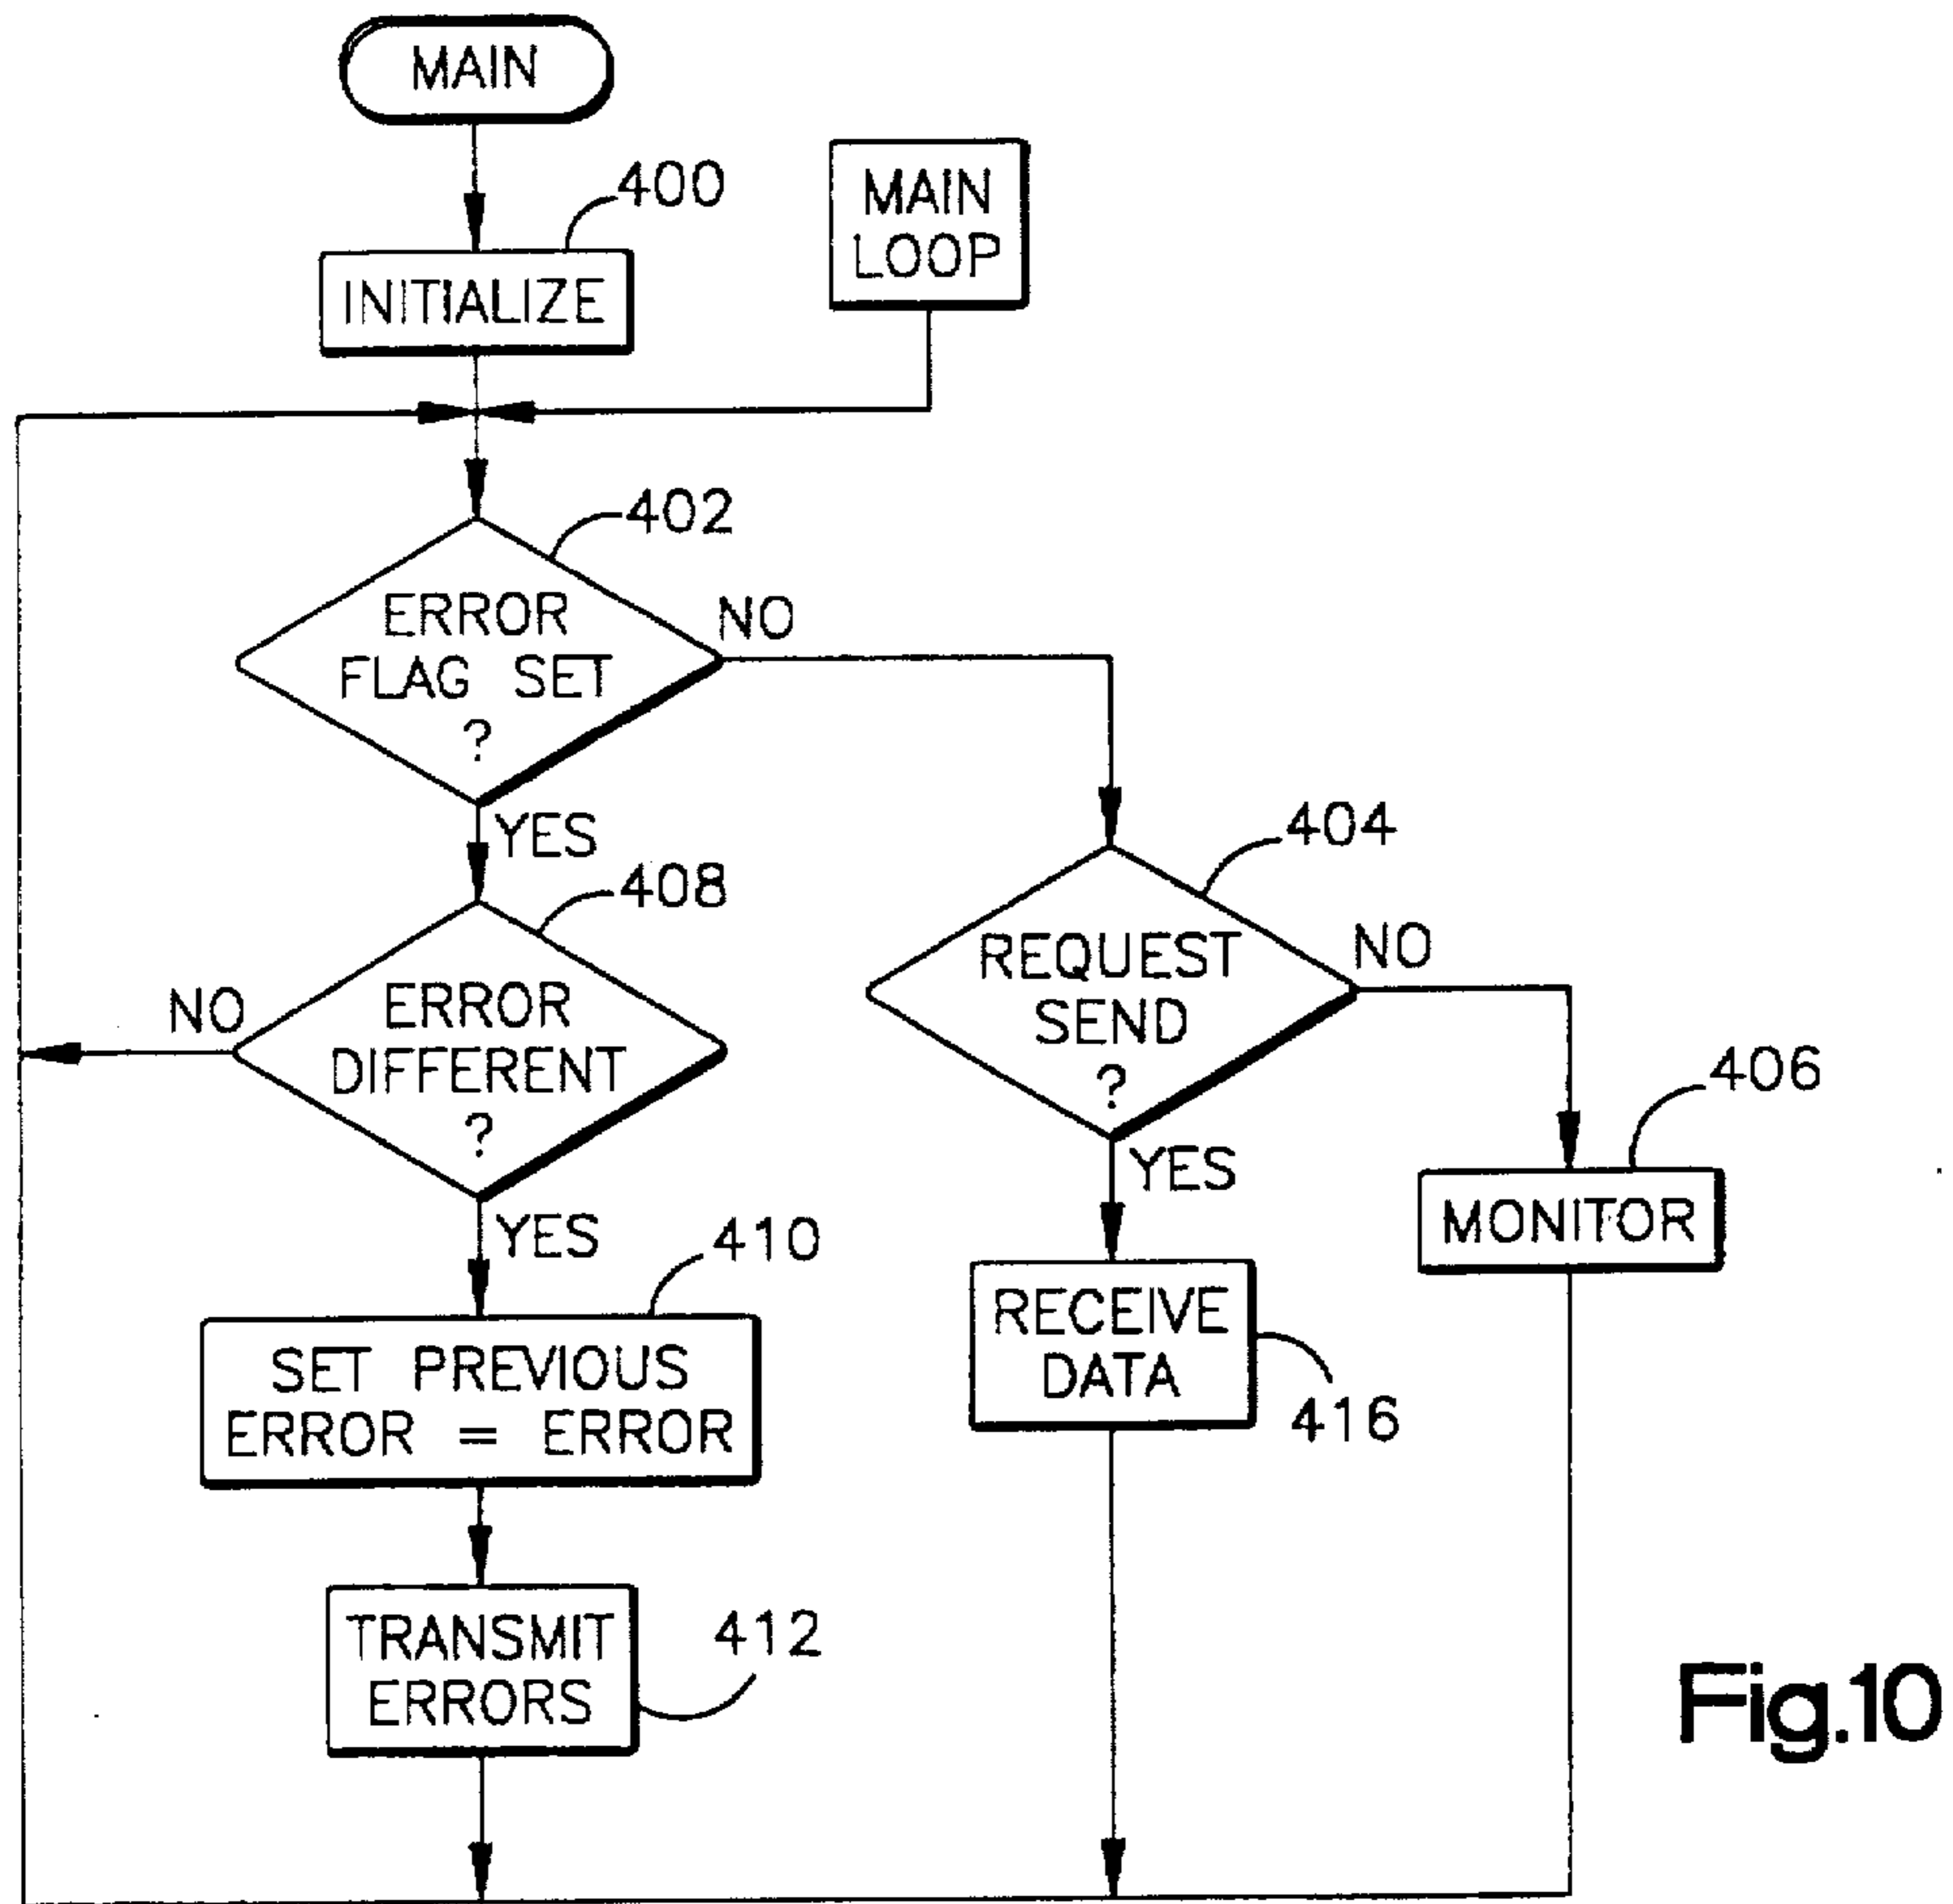 MAIN
400
INITIALIZE
MAIN
LOOP
402
ERROR
FLAG SET
?
NO
YES
404
REQUEST
SEND
?
NO
YES
408
ERROR
DIFFERENT
?
NO
YES
406
MONITOR
410
SET PREVIOUS
ERROR = ERROR
RECEIVE
DATA
416
TRANSMIT
ERRORS
412
Fig.10